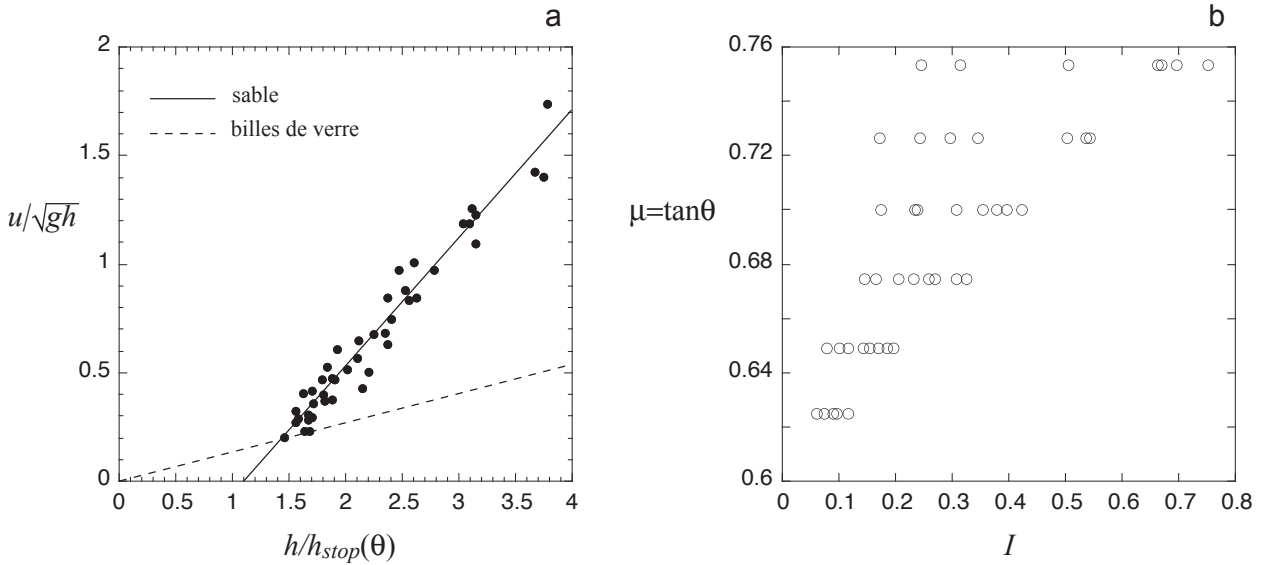 a
2
1.5
1
0.5
0
u/√gh
sable
billes de verre
0 0.5 1 1.5 2 2.5 3 3.5 4
h/hstop(θ)
b
0.76
0.72
0.68
0.64
0.6
μ=tanθ
0 0.1 0.2 0.3 0.4 0.5 0.6 0.7 0.8
I